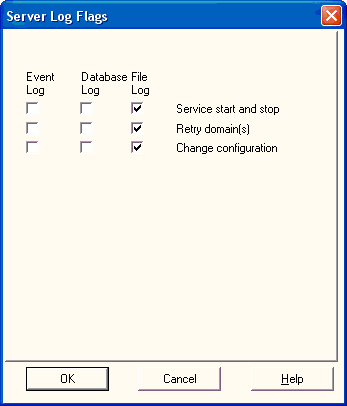 Server Log Flags
Event Database File
Log Log Log
Service start and stop
Retry domain(s)
Change configuration
OK Cancel Help